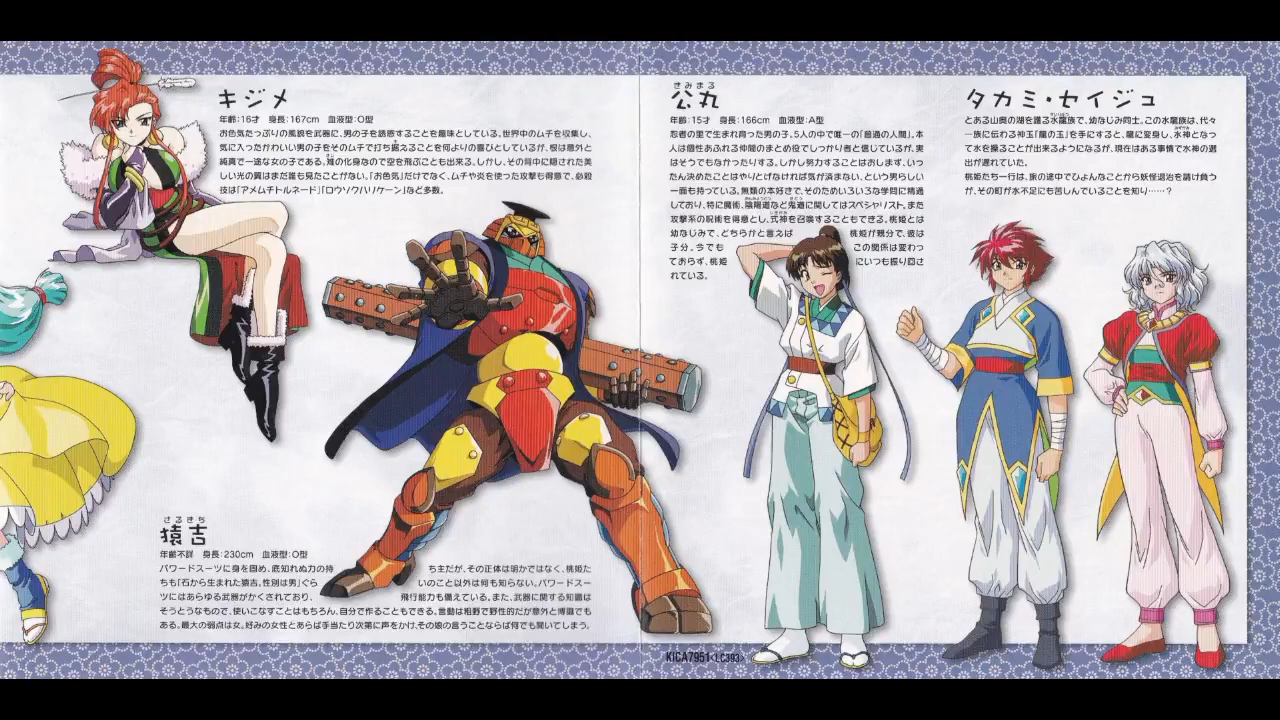 キジメ
年齢:16才　身長:167cm　血液型:O型
お色気たっぷりの風貌を武器に、男の子を誘惑することを趣味としている。世界中のムチを収集し、
気に入ったかわいい男の子をそのムチで打ち据えることを何よりの喜びとしているが、根は意外と
純真で一途な女の子である。雉の化身なので空を飛ぶことも出来る。しかし、その背中に隠された美
しい光の翼はまだ誰も見たことがない。「お色気」だけでなく、ムチや炎を使った攻撃も得意で、必殺
技は「アメムチトルネード」「ロウソクハリケーン」など多数。
さるきち
猿吉
年齢不詳　身長:230cm　血液型:O型
パワードスーツに身を固め、底知れぬ力の持ち主だが、その正体は明かではなく、桃姫た
ちも「石から生まれた猿吉。性別は男」ぐらいのこと以外は何も知らない。パワードスー
ツにはあらゆる武器がかくされており、飛行能力も備えている。また、武器に関する知識は
そうとうなもので、使いこなすことはもちろん、自分で作ることもできる。言動は粗野で野性的だが意外と博識でも
ある。最大の弱点は女。好みの女性とあらば手当たり次第に声をかけ、その娘の言うことならば何でも聞いてしまう。
きみまる
公丸
年齢:15才　身長:166cm　血液型:A型
忍者の里で生まれ育った男の子。5人の中で唯一の「普通の人間」。本
人は個性あふれる仲間のまとめ役でしっかり者と信じているが、実
はそうでもなかったりする。しかし努力することはおしまず、いっ
たん決めたことはやりとげなければ気が済まない、という男らしい
一面も持っている。無類の本好きで、そのためいろいろな学問に精通
しており、特に魔術、陰陽道など鬼道に関してはスペシャリスト。また
攻撃系の呪術を得意とし、式神を召喚することもできる。桃姫とは
幼なじみで、どちらかと言えば桃姫が親分で、彼は
子分。今でもこの関係は変わっ
ておらず、桃姫にいつも振り回さ
れている。
タカミ・セイジュ
とある山奥の湖を護る水龍族で、幼なじみ同士。この水龍族は、代々
一族に伝わる神玉「龍の玉」を手にすると、龍に変身し、水神となっ
て水を操ることが出来るようになるが、現在はある事情で水神の選
出が遅れていた。
桃姫たち一行は、旅の途中でひょんなことから妖怪退治を請け負う
が、その町が水不足にも苦しんでいることを知り……?
KICA7951<LC393>